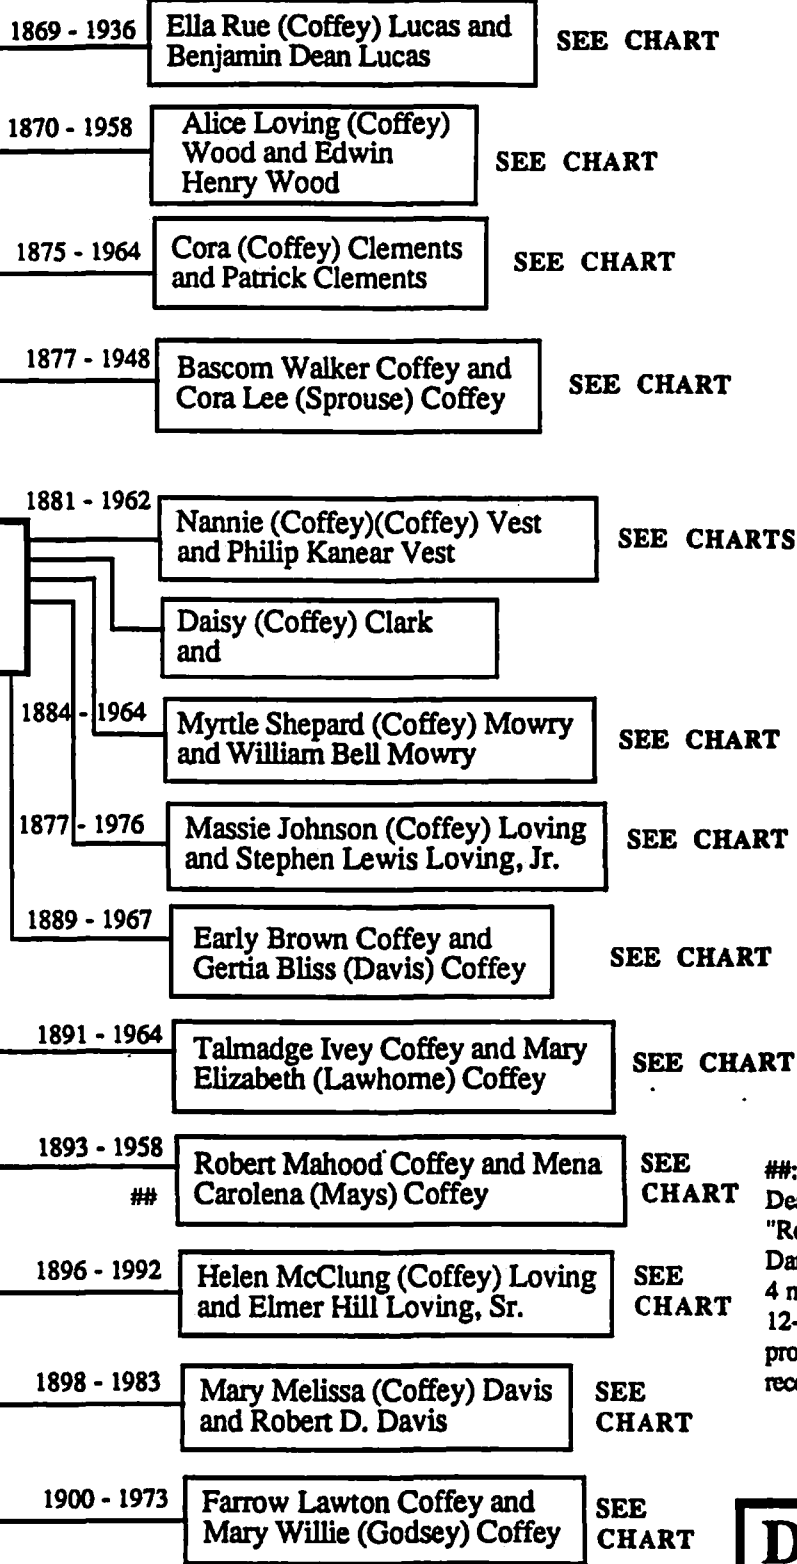 1869 - 1936
Ella Rue (Coffey) Lucas and
Benjamin Dean Lucas
SEE CHART
1870 - 1958
Alice Loving (Coffey)
Wood and Edwin
Henry Wood
SEE CHART
1875 - 1964
Cora (Coffey) Clements
and Patrick Clements
SEE CHART
1877 - 1948
Bascom Walker Coffey and
Cora Lee (Sprouse) Coffey
SEE CHART
1881 - 1962
Nannie (Coffey)(Coffey) Vest
and Philip Kanear Vest
SEE CHARTS
Daisy (Coffey) Clark
and
1884 - 1964
Myrtle Shepard (Coffey) Mowry
and William Bell Mowry
SEE CHART
1877 - 1976
Massie Johnson (Coffey) Loving
and Stephen Lewis Loving, Jr.
SEE CHART
1889 - 1967
Early Brown Coffey and
Gertia Bliss (Davis) Coffey
SEE CHART
1891 - 1964
Talmadge Ivey Coffey and Mary
Elizabeth (Lawhorne) Coffey
SEE CHART
1893 - 1958
##
Robert Mahood Coffey and Mena
Carolena (Mays) Coffey
SEE
CHART
##:
"R
4
12-
1896 - 1992
Helen McClung (Coffey) Loving
and Elmer Hill Loving, Sr.
SEE
CHART
1898 - 1983
Mary Melissa (Coffey) Davis
and Robert D. Davis
SEE
CHART
1900 - 1973
Farrow Lawton Coffey and
Mary Willie (Godsey) Coffey
SEE
CHART
D